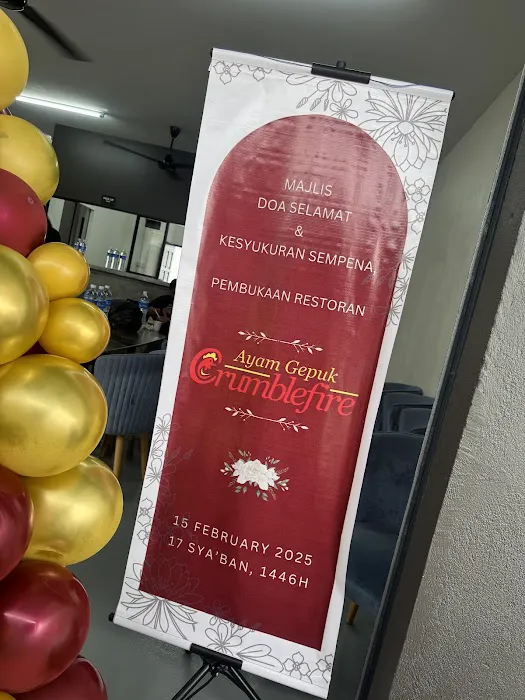 MAJLIS
DOA SELAMAT
&
KESYUKURAN SEMPENA
PEMBUKAAN RESTORAN
Ayam Gepuk
Crumblefire
15 FEBRUARY 2025
17 SYA'BAN, 1446H